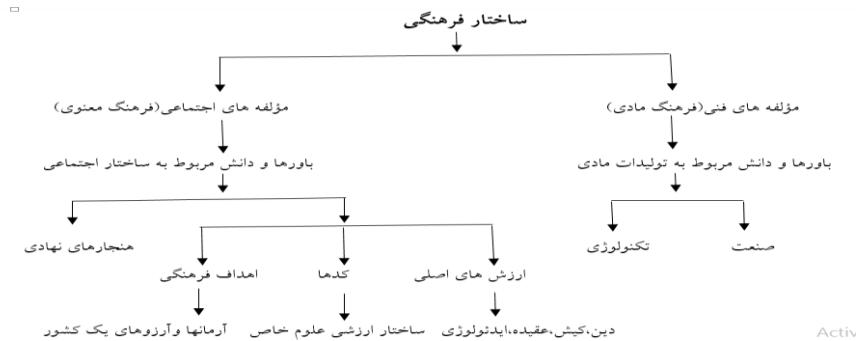 ساختار فرهنگی
مؤلفه های فنی(فرهنگ مادی)
مؤلفه های اجتماعی(فرهنگ معنوی)
باورها و دانش مربوط به تولیدات مادی
باورها و دانش مربوط به ساختار اجتماعی
صنعت
تکنولوژی
هنجارهای نهادی
ارزش های اصلی
کدها
اهداف فرهنگی
دین،کیش،عقیده،ایدئولوژی
ساختار ارزشی علوم خاص
آرمانها وآرزوهای یک کشور
Activ